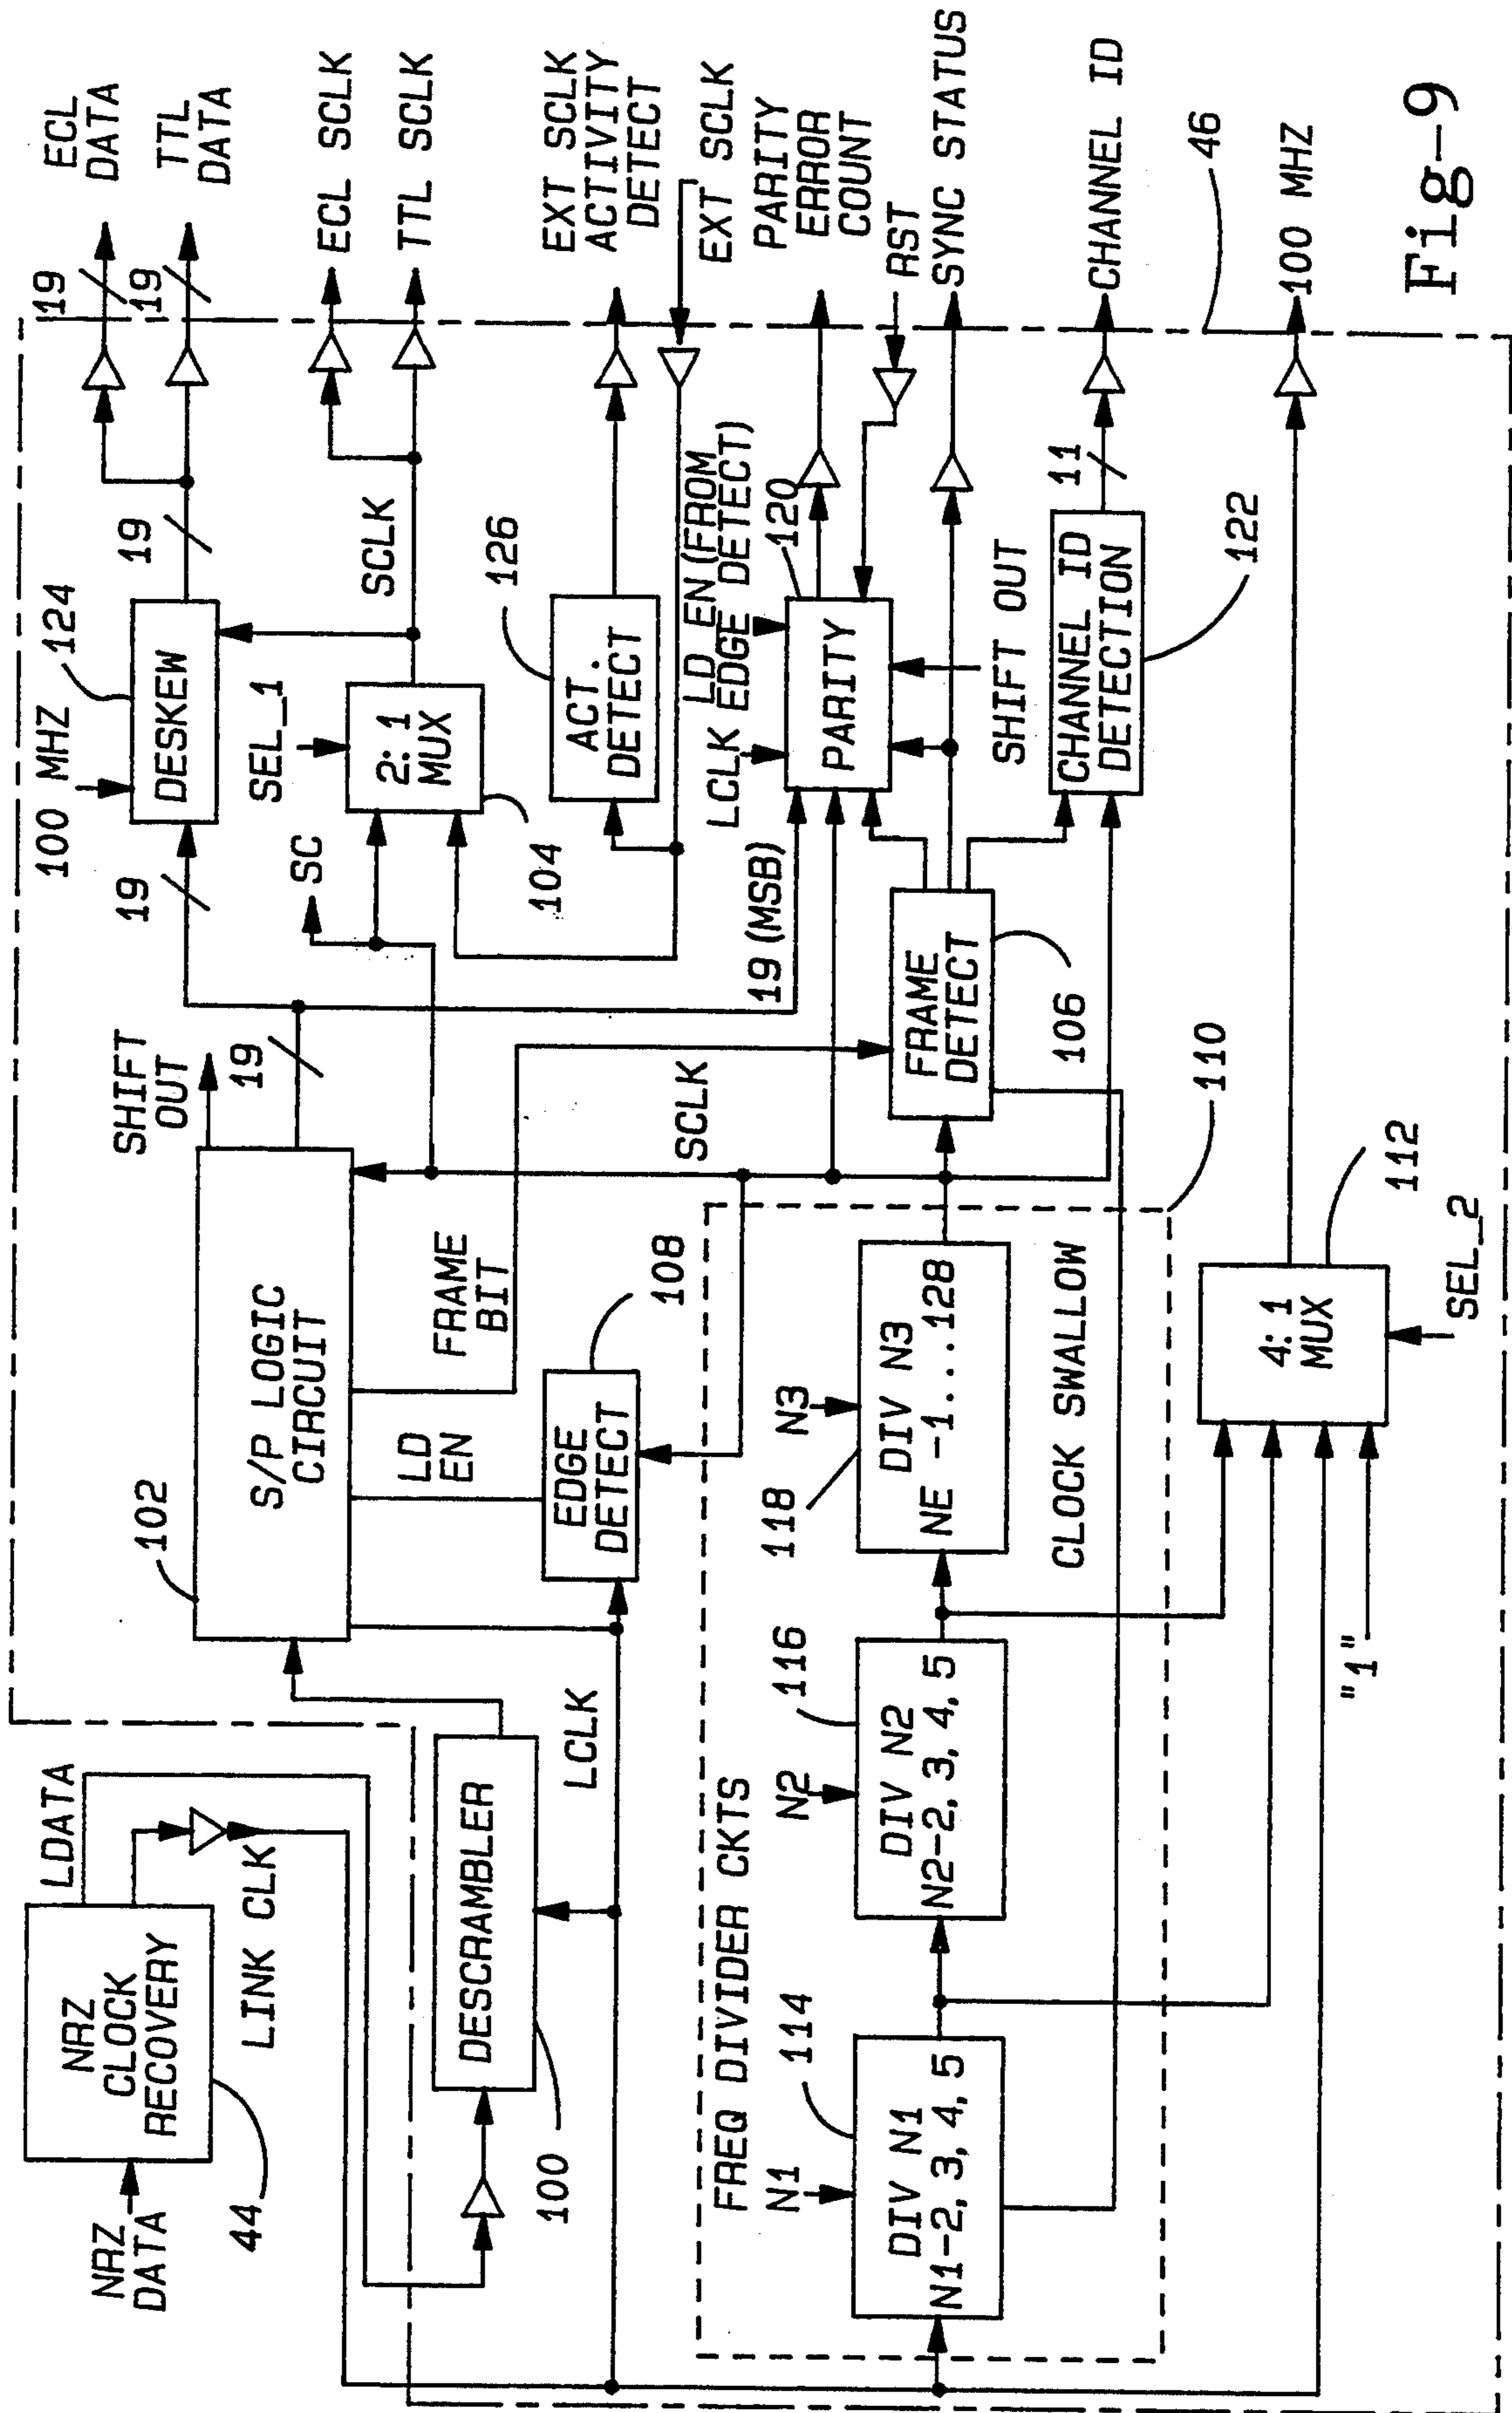 NRZ
DATA
44
NRZ
CLOCK
RECOVERY
LDATA
LINK CLK
100
DESCRAMBLER
LCLK
102
S/P LOGIC
CIRCUIT
SHIFT
OUT
19
LD
EN
FRAME
BIT
EDGE
DETECT
108
SCLK
19
100 MHZ
DESKEW
124
19
19
19
ECL
DATA
TTL
DATA
SC
SEL_1
2:1
MUX
104
SCLK
ECL SCLK
TTL SCLK
126
ACT.
DETECT
EXT SCLK
ACTIVITY
DETECT
EXT SCLK
19 (MSB)
LCLK
LD EN (FROM
EDGE DETECT)
120
PARITY
PARITY
ERROR
COUNT
RST
SYNC STATUS
SHIFT OUT
FRAME
DETECT
106
CHANNEL ID
DETECTION
122
11
CHANNEL ID
46
FREQ DIVIDER CKTS
N1
114
DIV N1
N1-2, 3, 4, 5
N2
116
DIV N2
N2-2, 3, 4, 5
N3
118
DIV N3
NE -1...128
CLOCK SWALLOW
110
"1"
4:1
MUX
112
SEL_2
100 MHZ
Fig-9